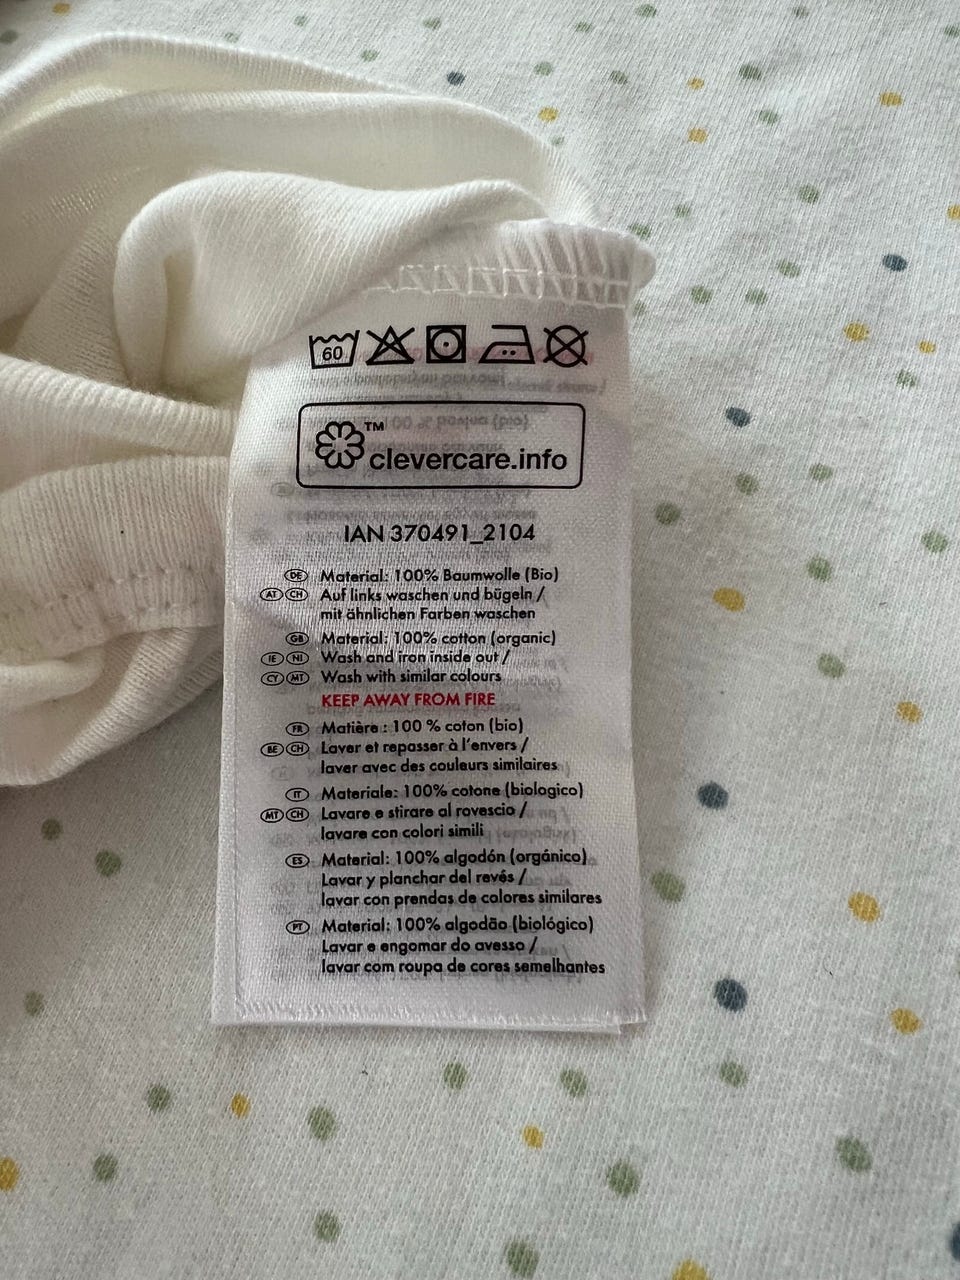 60
TM
clevercare.info
IAN 370491_2104
DE Material: 100% Baumwolle (Bio)
AT CH Auf links waschen und bügeln /
mit ähnlichen Farben waschen
GB Material: 100% cotton (organic)
IE NI Wash and iron inside out /
CY MT Wash with similar colours
KEEP AWAY FROM FIRE
FR Matière : 100 % coton (bio)
BE CH Laver et repasser à l'envers /
laver avec des couleurs similaires
IT Materiale: 100% cotone (biologico)
MT CH Lavare e stirare al rovescio /
lavare con colori simili
ES Material: 100% algodón (orgánico)
Lavar y planchar del revés /
lavar con prendas de colores similares
PT Material: 100% algodão (biológico)
Lavar e engomar do avesso /
lavar com roupa de cores semelhantes